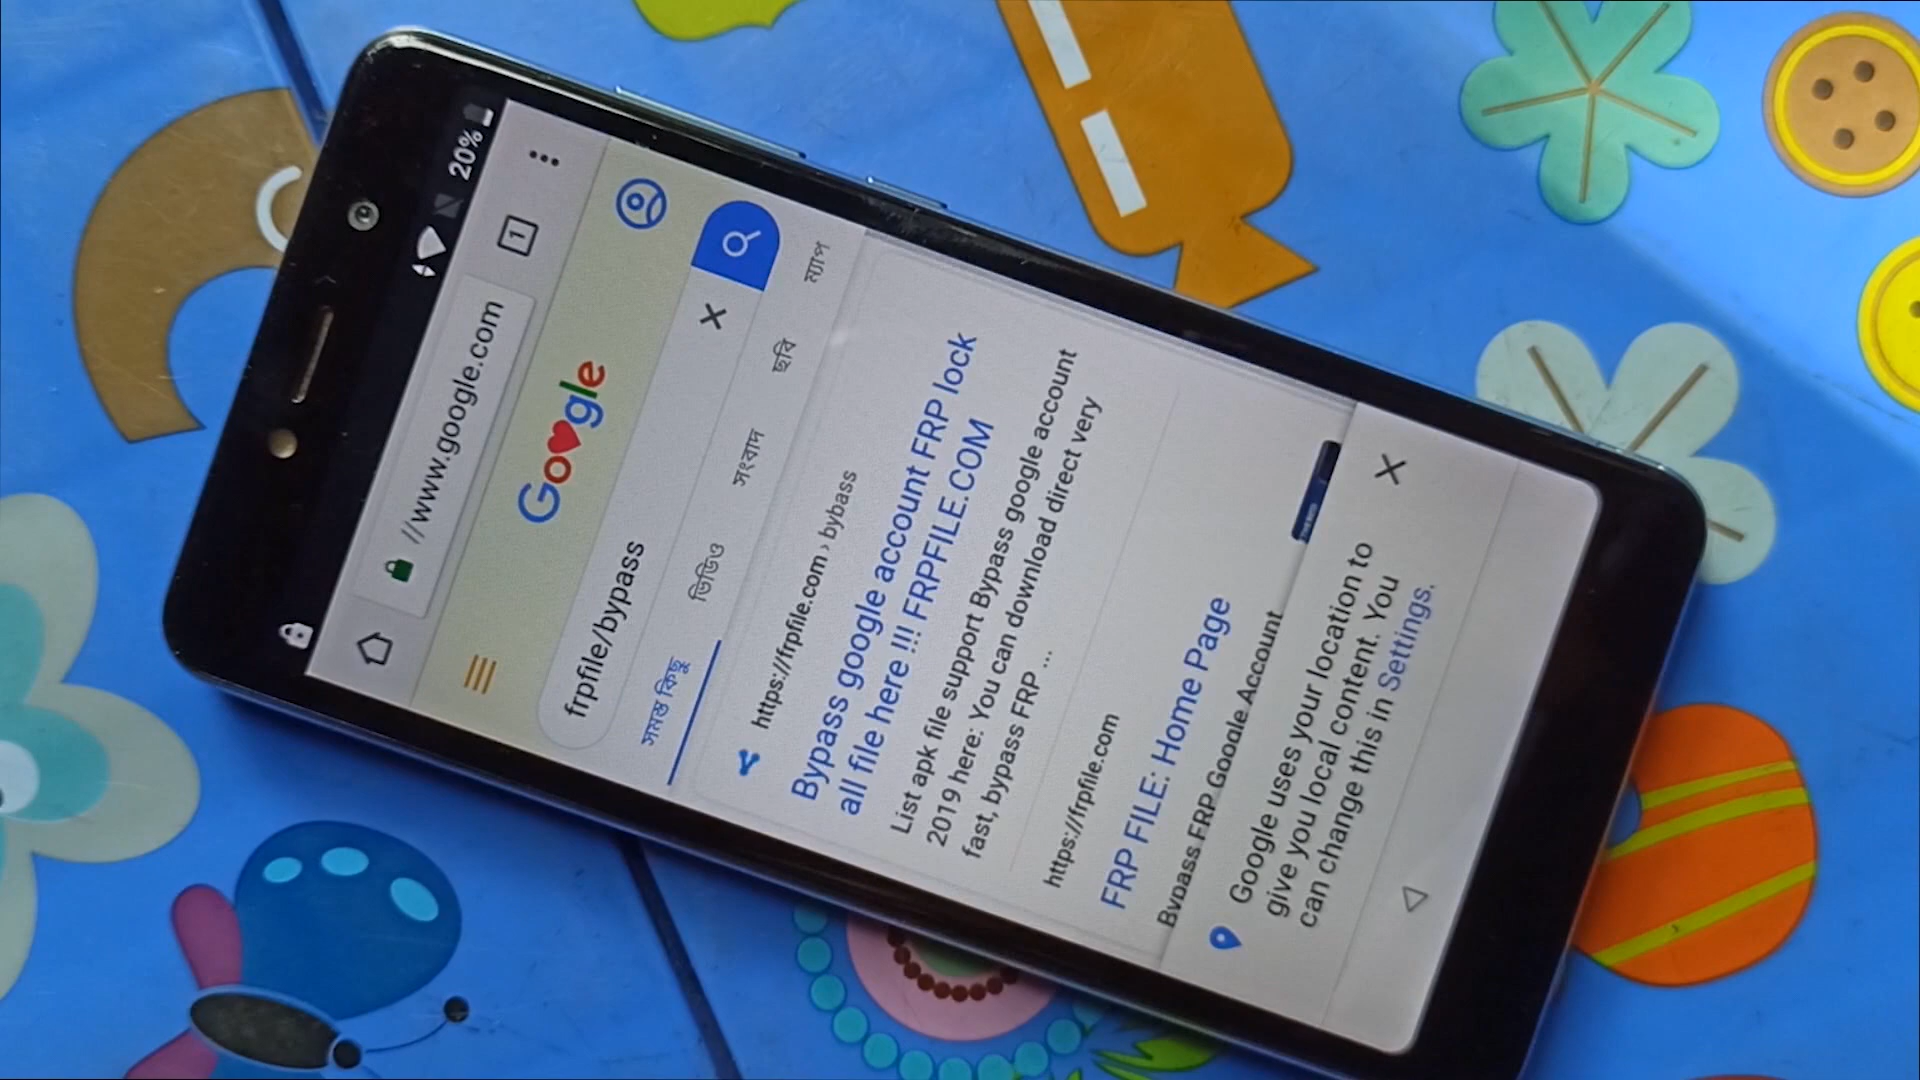 20%
//www.google.com
1
Google
frpfile/bypass
সমস্ত কিছু ভিডিও সংবাদ ছবি ম্যাপ
https://frpfile.com › bybass
Bypass google account FRP lock
all file here !!! FRPFILE.COM
List apk file support Bypass google account
2019 here: You can download direct very
fast, bypass FRP ...
https://frpfile.com
FRP FILE: Home Page
Bypass FRP Google Account
Google uses your location to
give you local content. You
can change this in Settings.